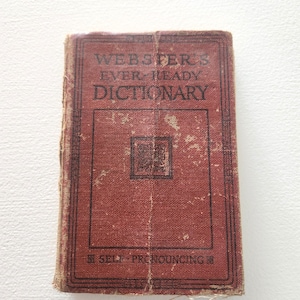 WEBSTER'S
EVER-READY
DICTIONARY
SELF-PRONOUNCING